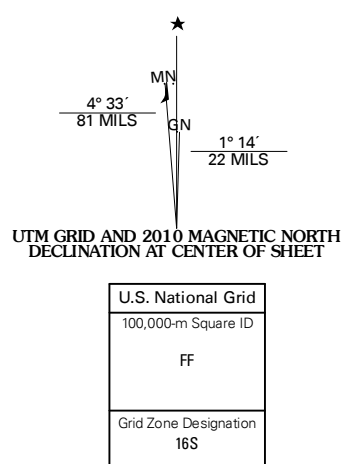 MN
4° 33´
81 MILS
GN
1° 14´
22 MILS
UTM GRID AND 2010 MAGNETIC NORTH
DECLINATION AT CENTER OF SHEET
U.S. National Grid
100,000-m Square ID
FF
Grid Zone Designation
16S